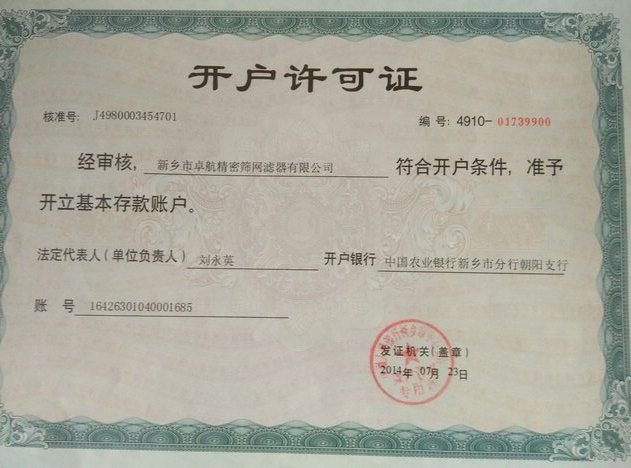 开户许可证
核准号: J4980003454701 编号: 4910-01739900
经审核, 新乡市卓航精密筛网滤器有限公司 符合开户条件, 准予
开立基本存款账户。
法定代表人(单位负责人) 刘永英 开户银行 中国农业银行新乡市分行朝阳支行
账 号 16426301040001685
发证机关(盖章)
2014年 07月 23日